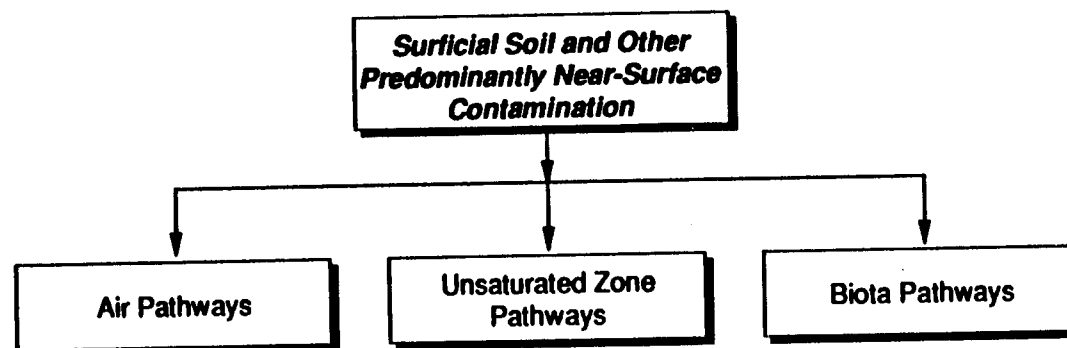 Surficial Soil and Other
Predominantly Near-Surface
Contamination
Air Pathways
Unsaturated Zone
Pathways
Biota Pathways